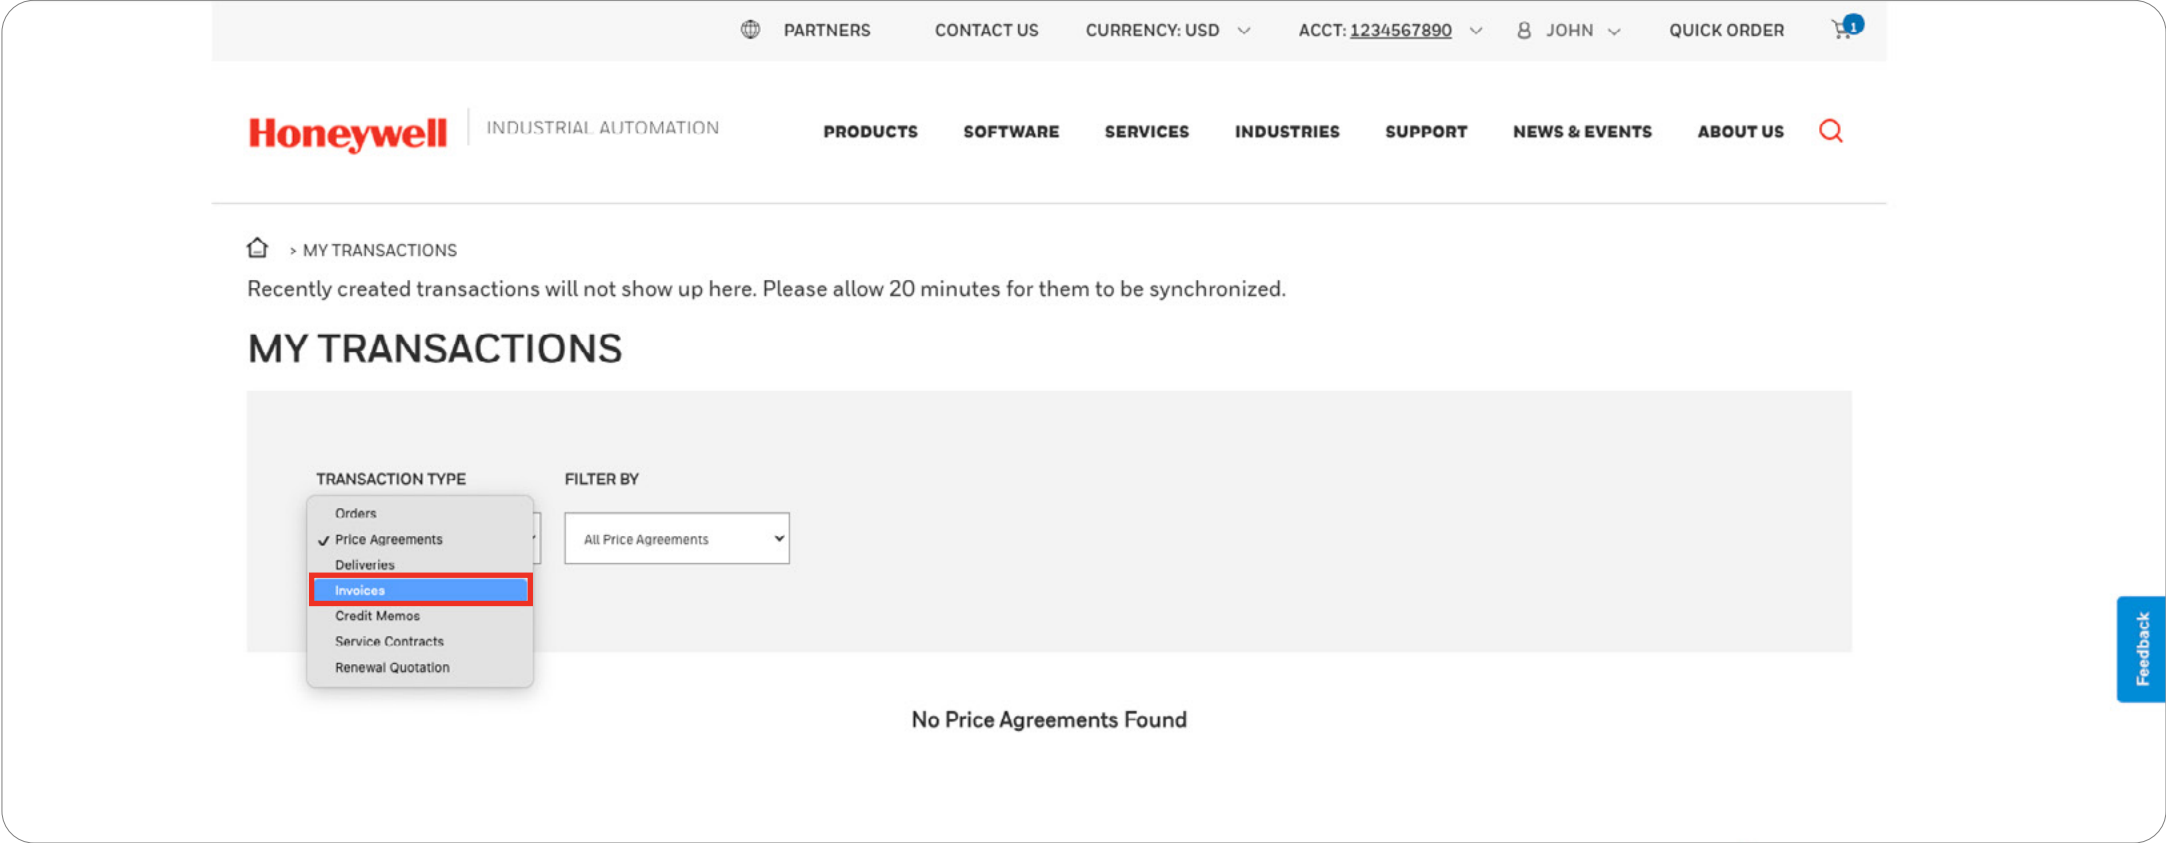 PARTNERS CONTACT US CURRENCY: USD ACCT: 1234567890 JOHN QUICK ORDER 1
Honeywell INDUSTRIAL AUTOMATION PRODUCTS SOFTWARE SERVICES INDUSTRIES SUPPORT NEWS & EVENTS ABOUT US
> MY TRANSACTIONS
Recently created transactions will not show up here. Please allow 20 minutes for them to be synchronized.
MY TRANSACTIONS
TRANSACTION TYPE FILTER BY
Orders
✓ Price Agreements All Price Agreements
Deliveries
Invoices
Credit Memos
Service Contracts
Renewal Quotation
Feedback
No Price Agreements Found